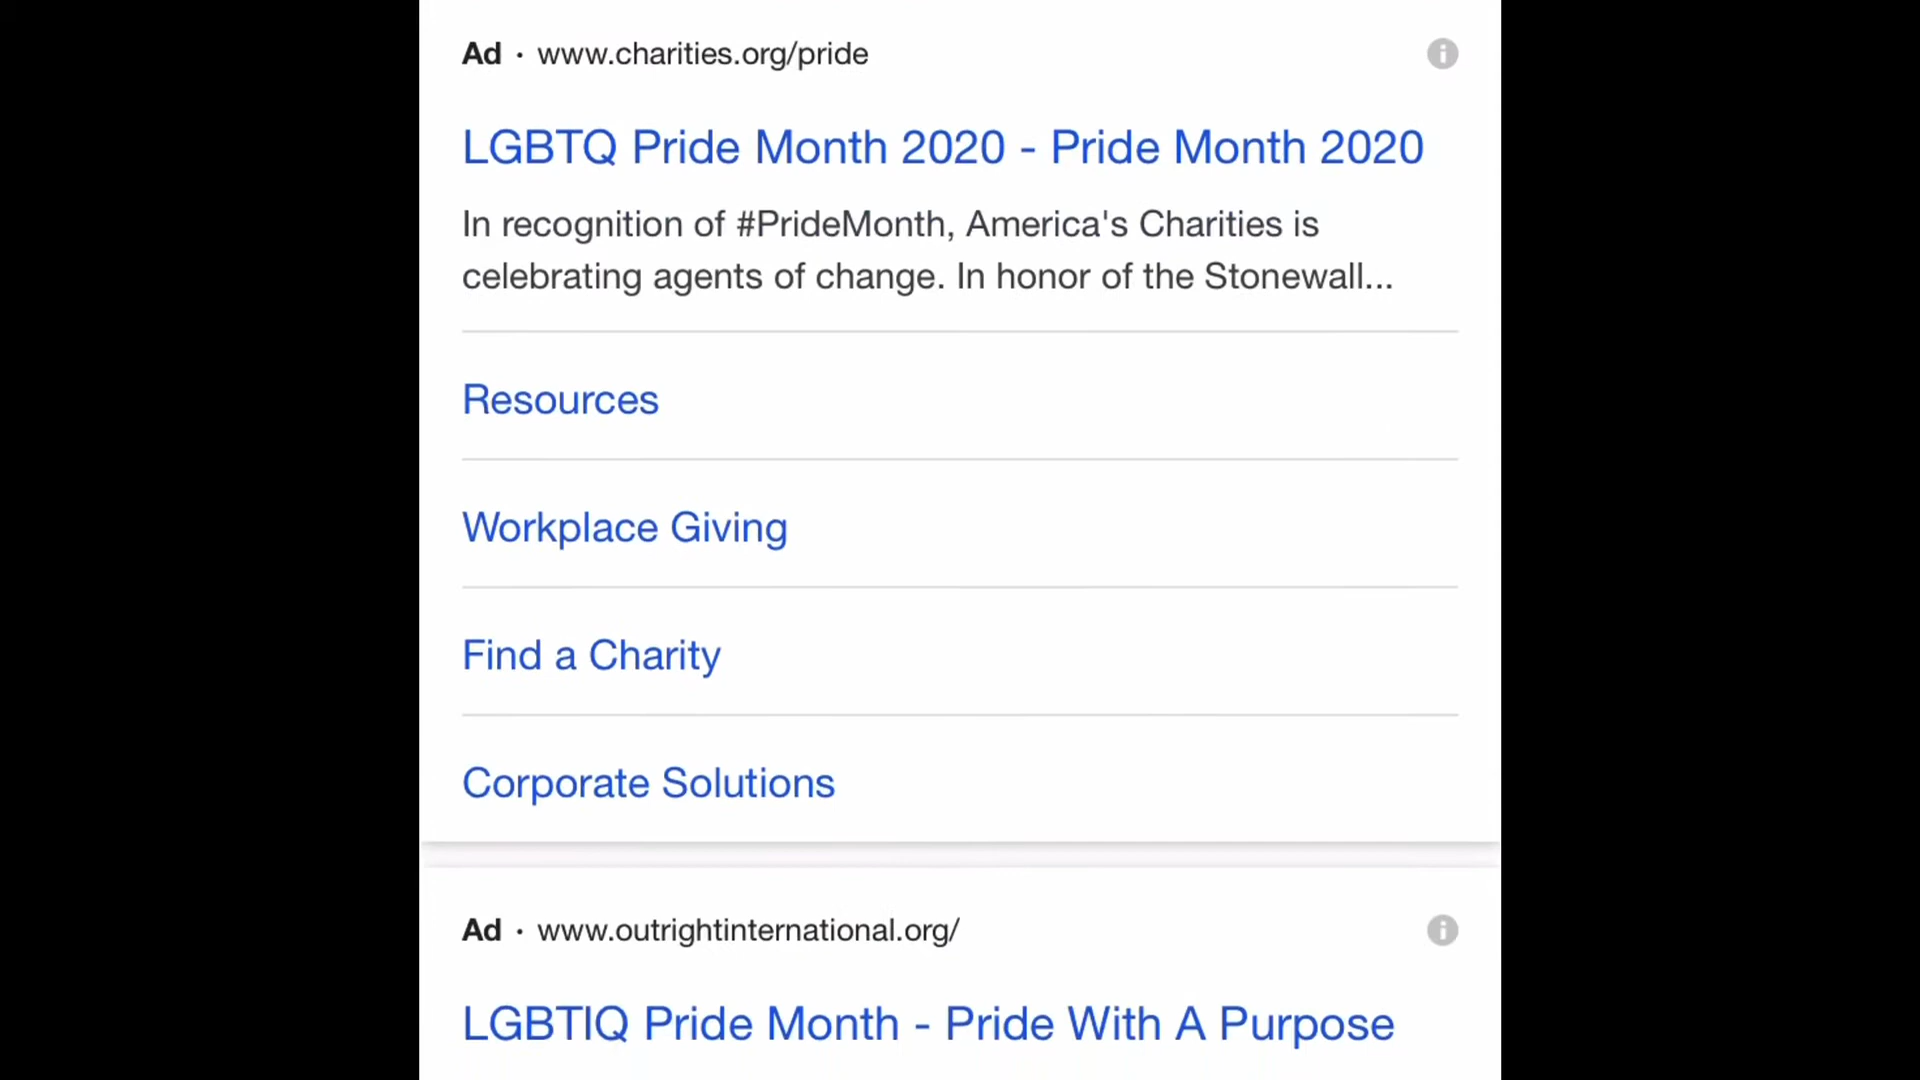 Ad · www.charities.org/pride
LGBTQ Pride Month 2020 - Pride Month 2020
In recognition of #PrideMonth, America's Charities is
celebrating agents of change. In honor of the Stonewall...
Resources
Workplace Giving
Find a Charity
Corporate Solutions
Ad · www.outrightinternational.org/
LGBTIQ Pride Month - Pride With A Purpose